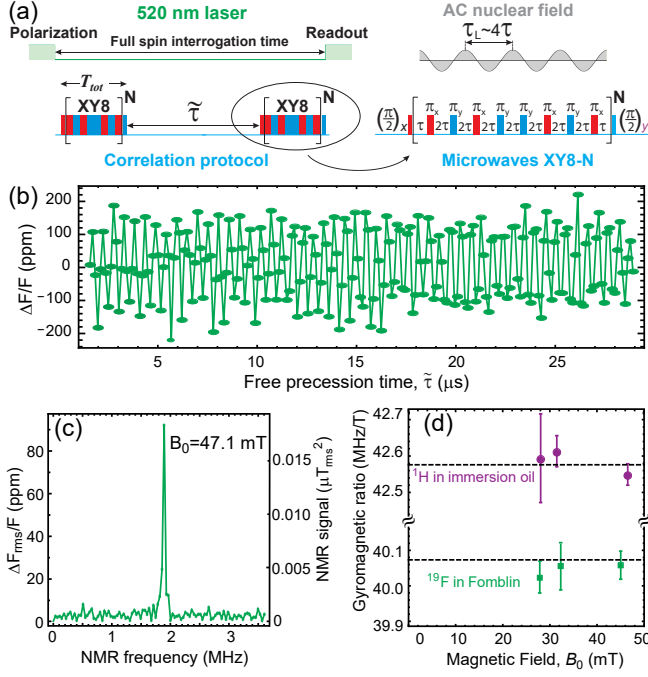 (a)
520 nm laser
Polarization
Readout
Full spin interrogation time
AC nuclear field
τL~4τ
Ttot
XY8
N
τ̃
XY8
N
(π/2)x
πx
πy
πx
πy
πy
πx
πy
πx
N
(π/2)y
τ 2τ 2τ 2τ 2τ 2τ 2τ 2τ τ
Correlation protocol
Microwaves XY8-N
(b)
ΔF/F (ppm)
200
100
0
−100
−200
5 10 15 20 25
Free precession time, τ̃ (μs)
(c)
B0=47.1 mT
ΔFrms/F (ppm)
80
60
40
20
0
NMR signal (μTrms²)
0.015
0.010
0.005
0
0 1 2 3
NMR frequency (MHz)
(d)
Gyromagnetic ratio (MHz/T)
42.7
42.6
42.5
40.1
40.0
39.9
¹H in immersion oil
¹⁹F in Fomblin
0 10 20 30 40 50
Magnetic Field, B0 (mT)